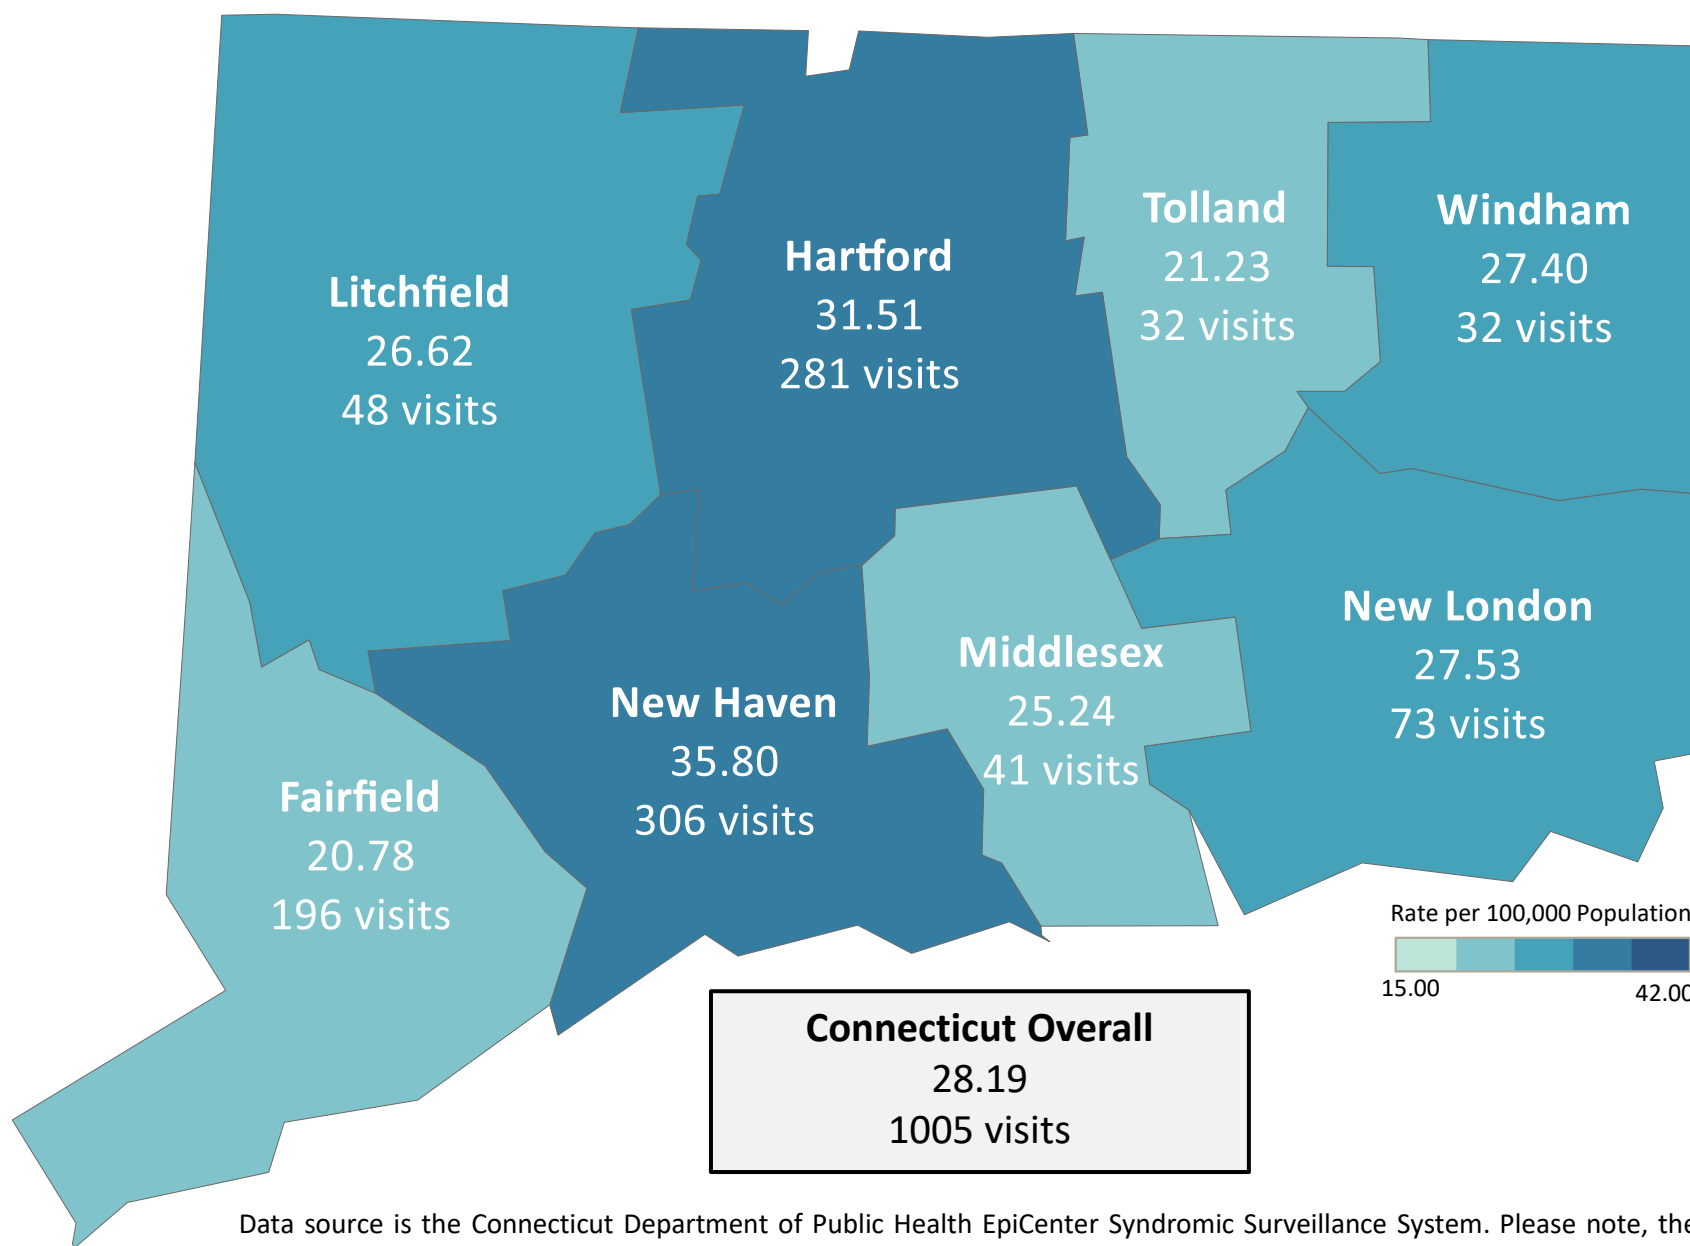 Tolland
21.23
32 visits
Windham
27.40
32 visits
Hartford
31.51
281 visits
Litchfield
26.62
48 visits
New London
27.53
73 visits
Middlesex
25.24
41 visits
New Haven
35.80
306 visits
Fairfield
20.78
196 visits
Rate per 100,000 Population
15.00
42.00
Connecticut Overall
28.19
1005 visits
Data source is the Connecticut Department of Public Health EpiCenter Syndromic Surveillance System. Please note, the